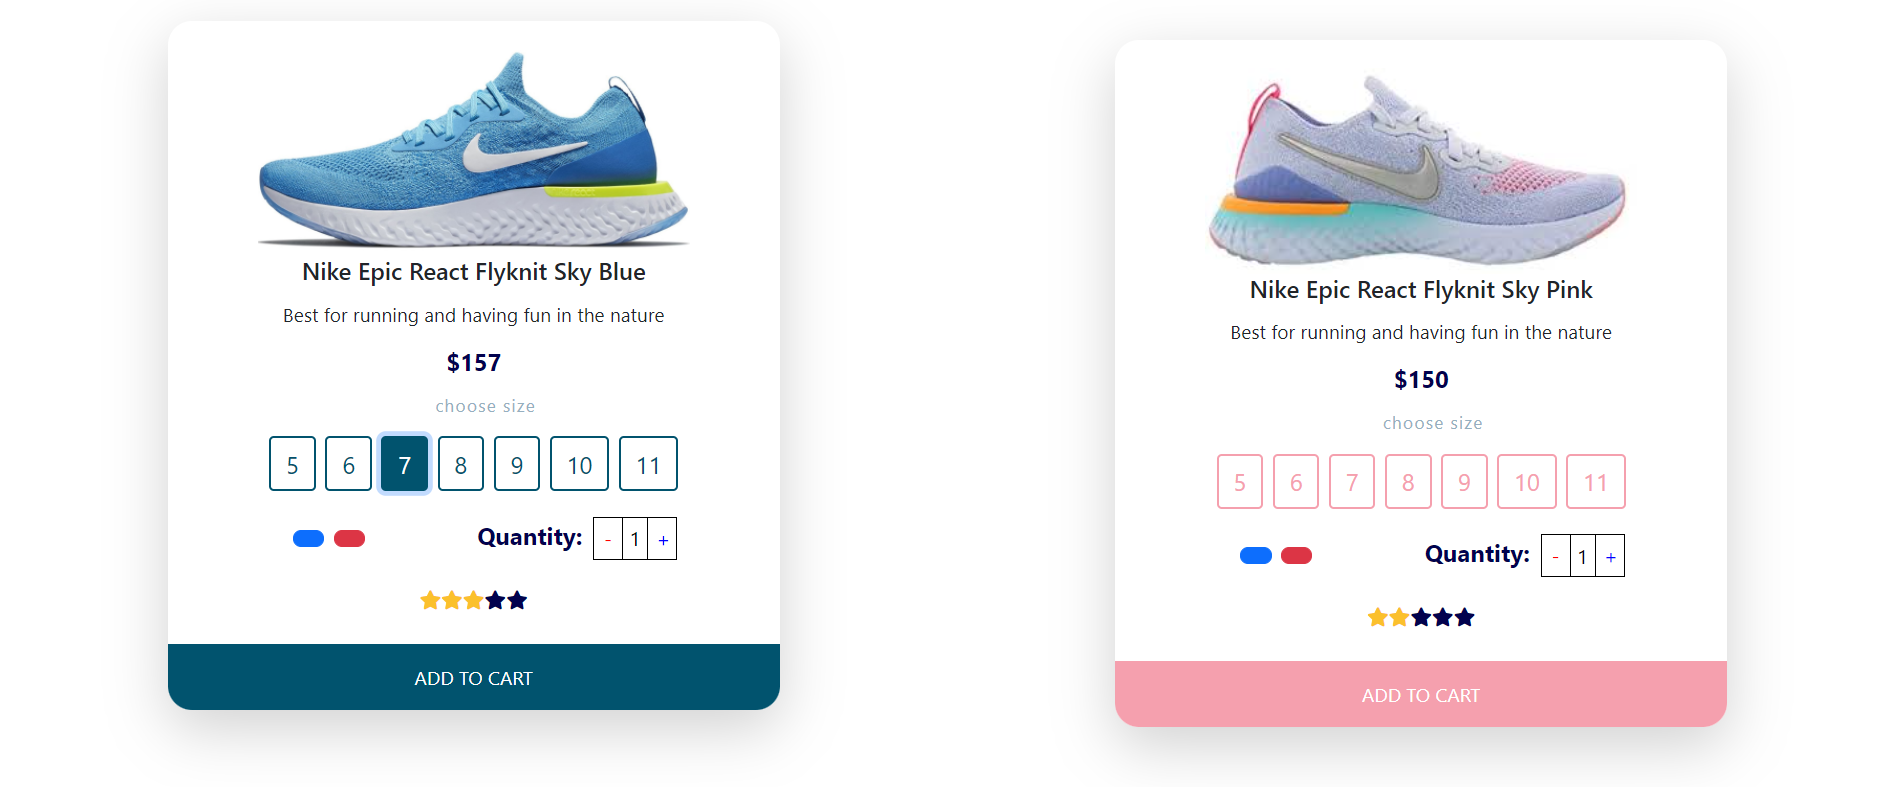 Nike Epic React Flyknit Sky Blue
Best for running and having fun in the nature
$157
choose size
5 6 7 8 9 10 11
Quantity: - 1 +
ADD TO CART
Nike Epic React Flyknit Sky Pink
Best for running and having fun in the nature
$150
choose size
5 6 7 8 9 10 11
Quantity: - 1 +
ADD TO CART